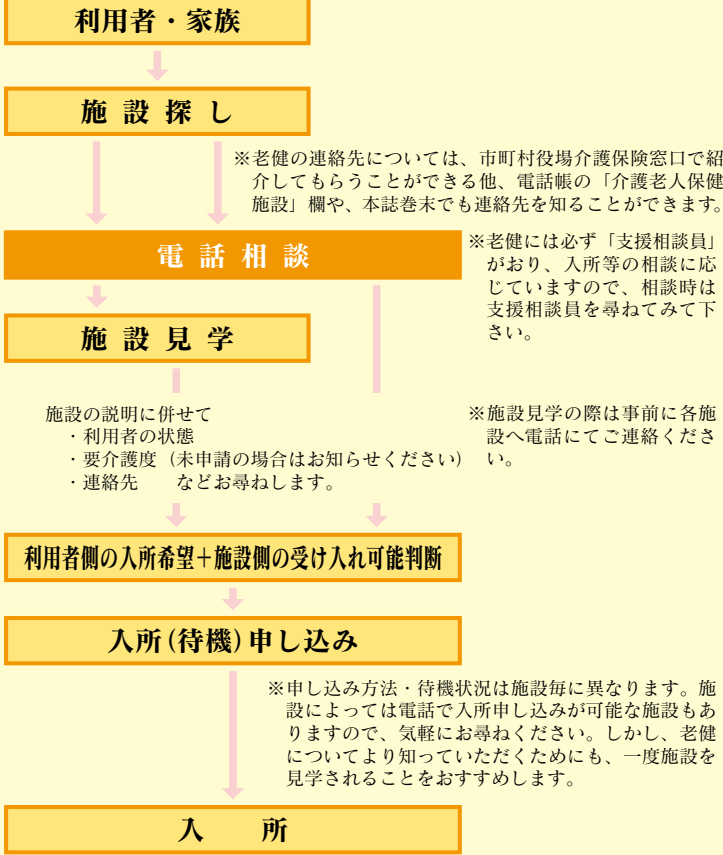 利用者・家族
施設探し
※老健の連絡先については、市町村役場介護保険窓口で紹
介してもらうことができる他、電話帳の「介護老人保健
施設」欄や、本誌巻末でも連絡先を知ることができます。
電話相談
※老健には必ず「支援相談員」
がおり、入所等の相談に応
じていますので、相談時は
支援相談員を尋ねてみて下
さい。
施設見学
施設の説明に併せて
・利用者の状態
・要介護度（未申請の場合はお知らせください）
・連絡先　　などお尋ねします。
※施設見学の際は事前に各施
設へ電話にてご連絡くださ
い。
利用者側の入所希望＋施設側の受け入れ可能判断
入所(待機)申し込み
※申し込み方法・待機状況は施設毎に異なります。施
設によっては電話で入所申し込みが可能な施設もあ
りますので、気軽にお尋ねください。しかし、老健
についてより知っていただくためにも、一度施設を
見学されることをおすすめします。
入　所